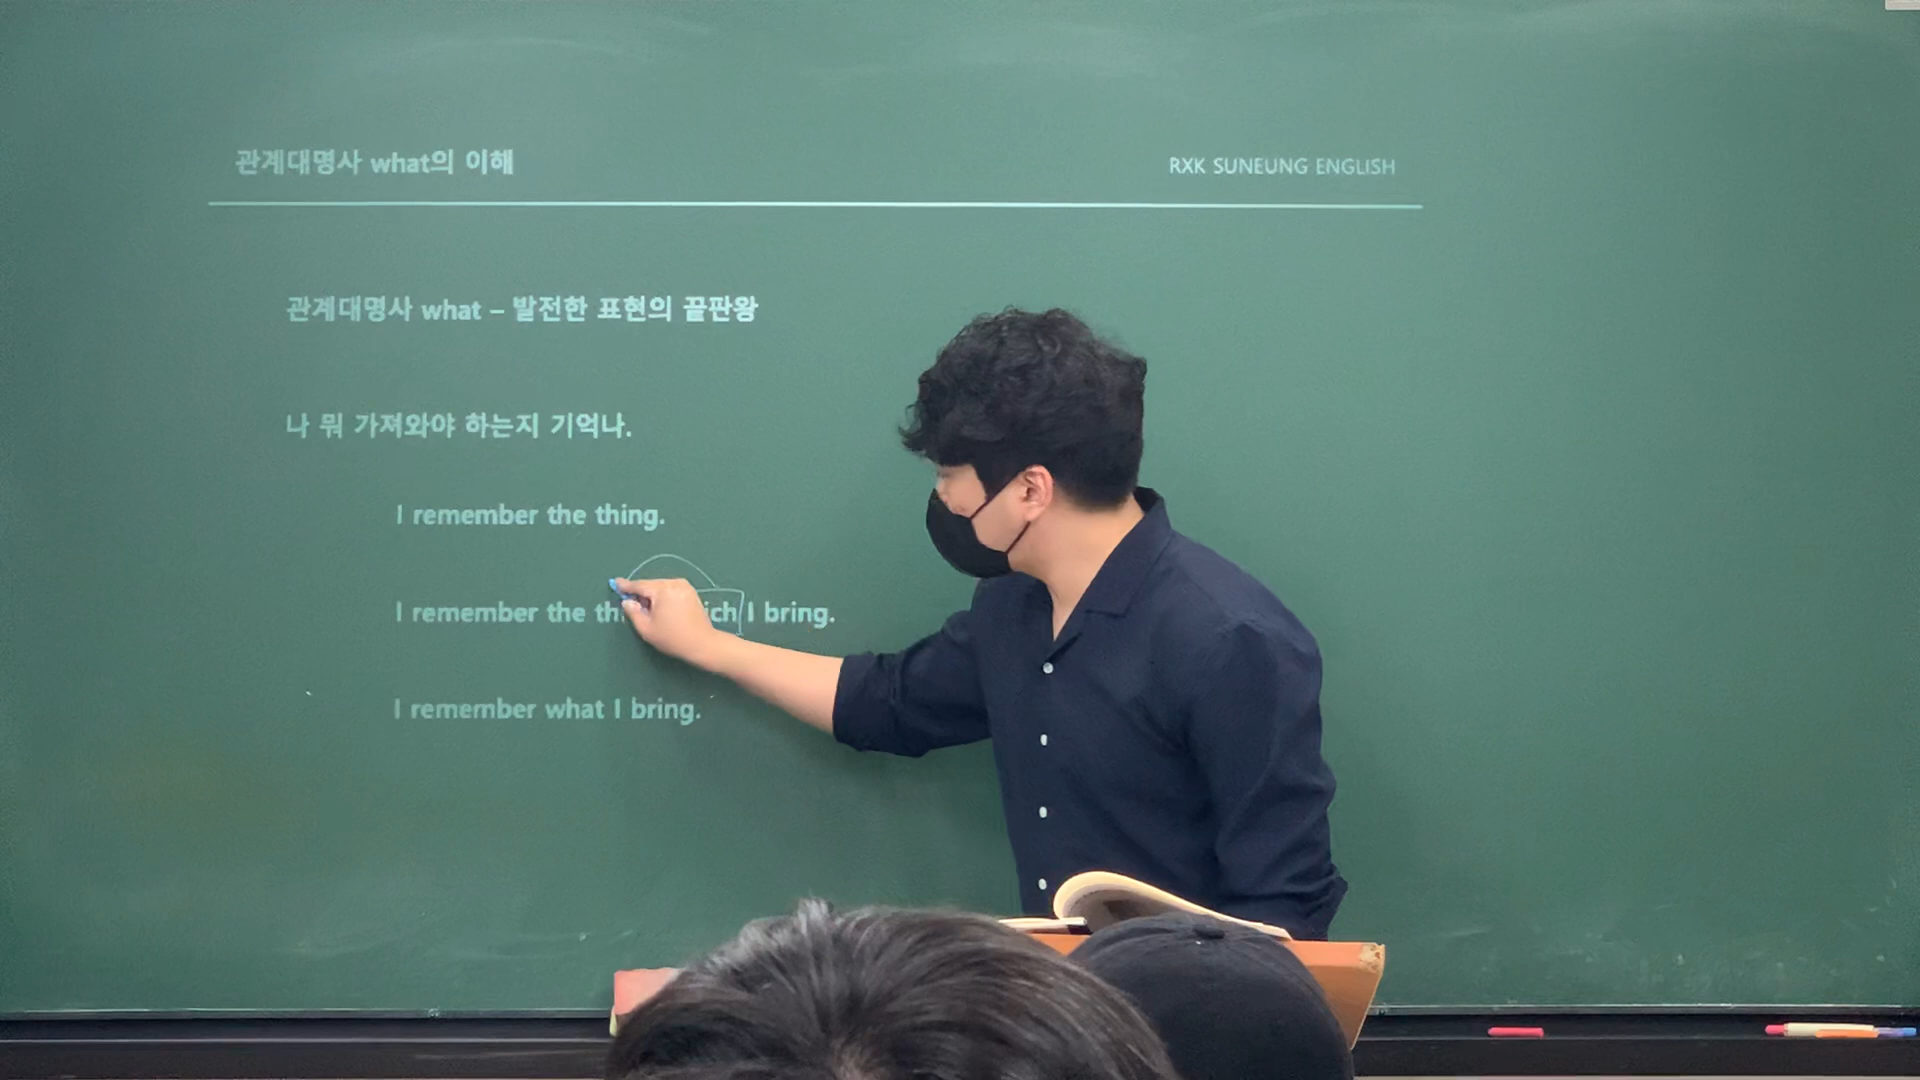 관계대명사 what의 이해
RXK SUNEUNG ENGLISH
관계대명사 what – 발전한 표현의 끝판왕
나 뭐 가져와야 하는지 기억나.
I remember the thing.
I remember the I bring.
I remember what I bring.